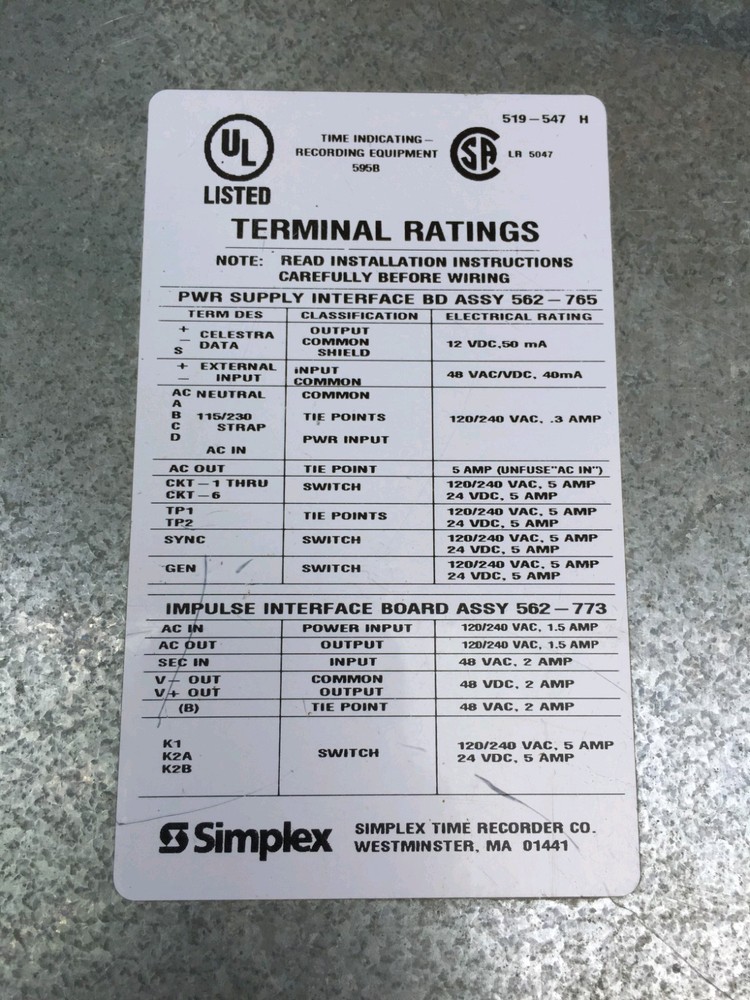 519-547 H
UL
LISTED
TIME INDICATING-
RECORDING EQUIPMENT
595B
SA LR 5047
TERMINAL RATINGS
NOTE: READ INSTALLATION INSTRUCTIONS
CAREFULLY BEFORE WIRING
PWR SUPPLY INTERFACE BD ASSY 562-765
TERM DES CLASSIFICATION ELECTRICAL RATING
+ CELESTRA OUTPUT
- DATA COMMON 12 VDC,50 mA
S SHIELD
+ EXTERNAL INPUT 48 VAC/VDC, 40mA
- INPUT COMMON
AC NEUTRAL COMMON
A
B 115/230 TIE POINTS 120/240 VAC, .3 AMP
C STRAP
D PWR INPUT
AC IN
AC OUT TIE POINT 5 AMP (UNFUSE"AC IN")
CKT-1 THRU SWITCH 120/240 VAC, 5 AMP
CKT-6 24 VDC, 5 AMP
TP1 TIE POINTS 120/240 VAC, 5 AMP
TP2 24 VDC, 5 AMP
SYNC SWITCH 120/240 VAC, 5 AMP
24 VDC, 5 AMP
GEN SWITCH 120/240 VAC, 5 AMP
24 VDC, 5 AMP
IMPULSE INTERFACE BOARD ASSY 562-773
AC IN POWER INPUT 120/240 VAC, 1.5 AMP
AC OUT OUTPUT 120/240 VAC, 1.5 AMP
SEC IN INPUT 48 VAC, 2 AMP
V- OUT COMMON 48 VDC, 2 AMP
V+ OUT OUTPUT
(B) TIE POINT 48 VAC, 2 AMP
K1 SWITCH 120/240 VAC, 5 AMP
K2A 24 VDC, 5 AMP
K2B
Simplex SIMPLEX TIME RECORDER CO.
WESTMINSTER, MA 01441